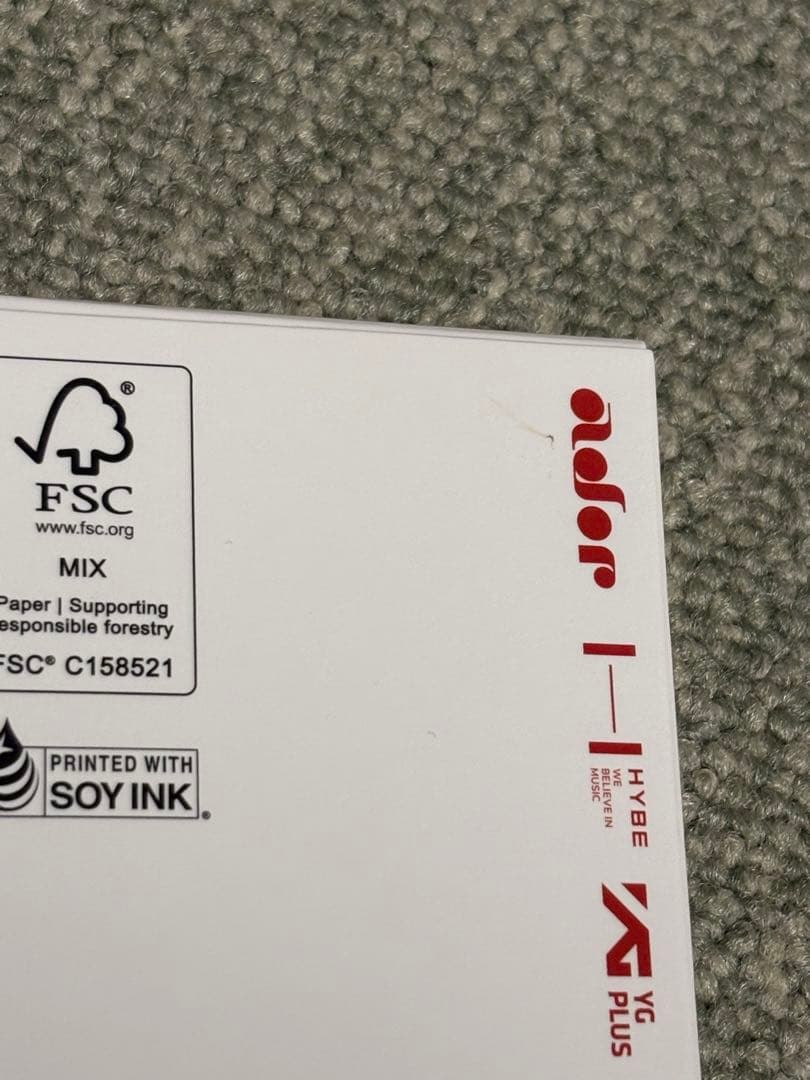 ®
FSC
www.fsc.org
MIX
Paper | Supporting
esponsible forestry
FSC® C158521
PRINTED WITH
SOY INK®
ador
HYBE
WE
BELIEVE IN
MUSIC
YG
PLUS